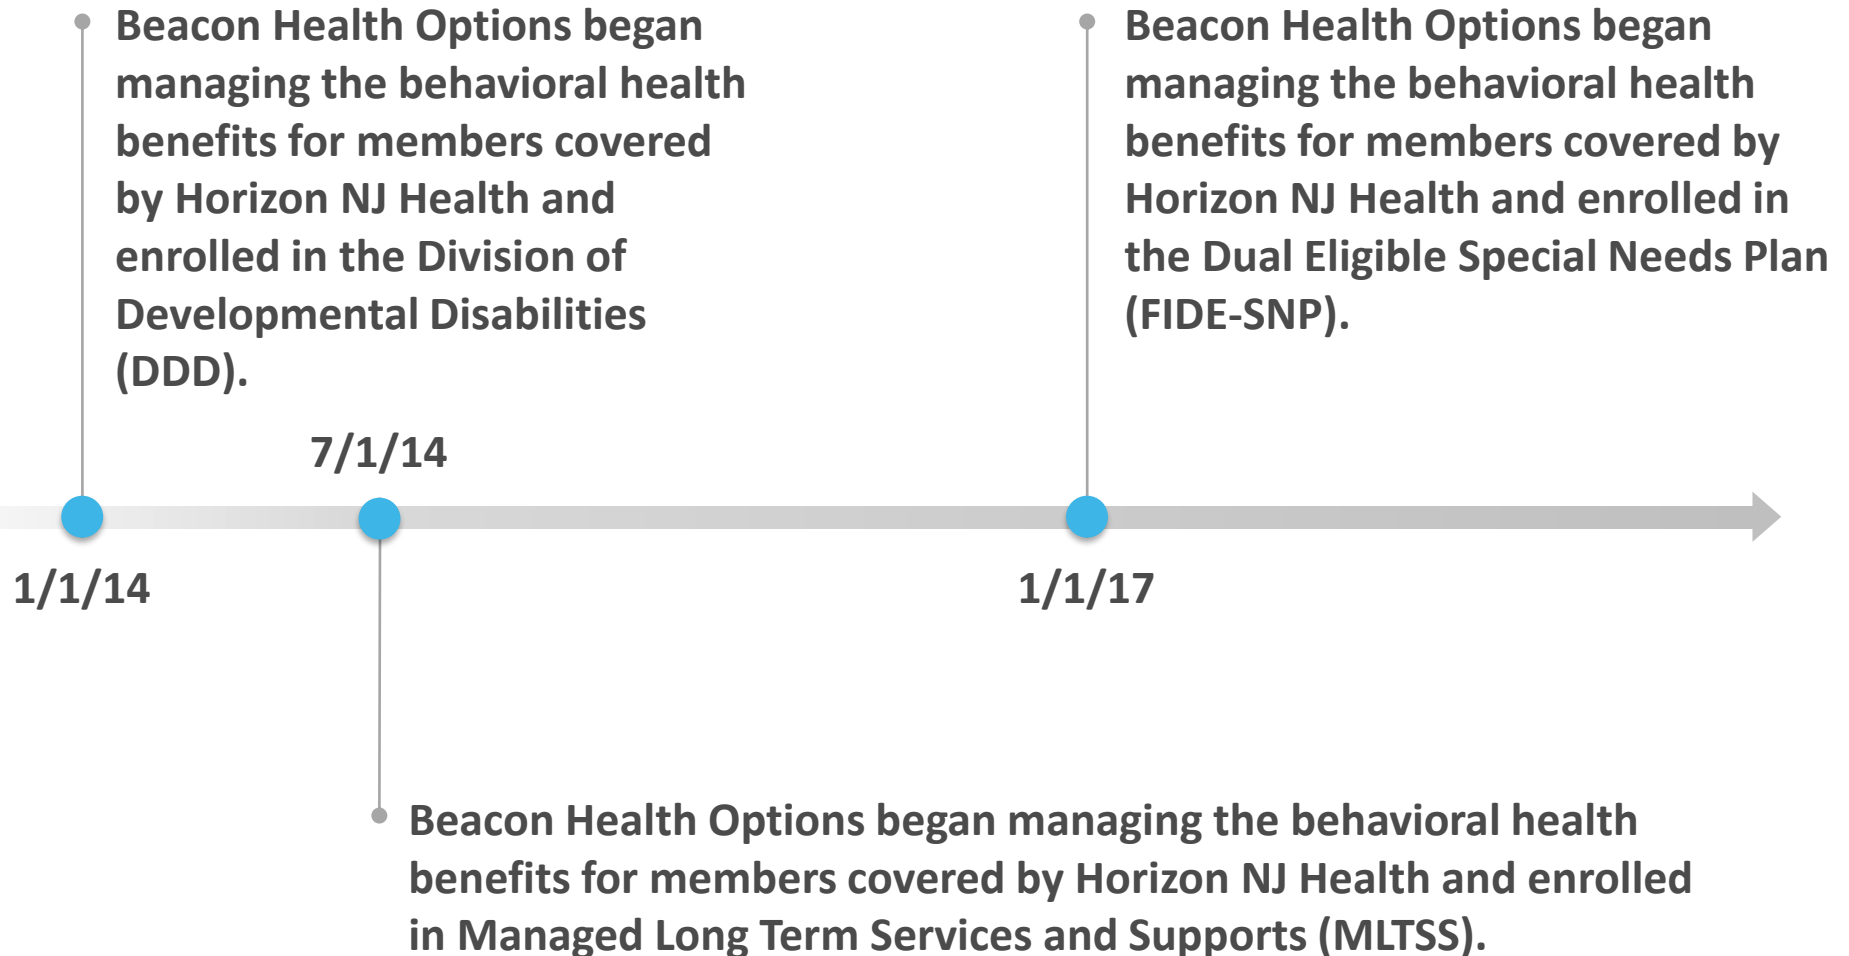 Beacon Health Options began
managing the behavioral health
benefits for members covered
by Horizon NJ Health and
enrolled in the Division of
Developmental Disabilities
(DDD).
Beacon Health Options began
managing the behavioral health
benefits for members covered by
Horizon NJ Health and enrolled in
the Dual Eligible Special Needs Plan
(FIDE-SNP).
7/1/14
1/1/14
1/1/17
Beacon Health Options began managing the behavioral health
benefits for members covered by Horizon NJ Health and enrolled
in Managed Long Term Services and Supports (MLTSS).